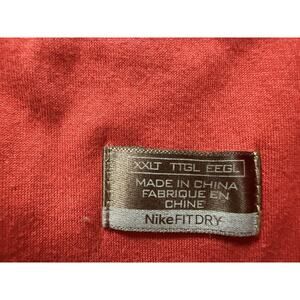 XXLT TTGL EEGL
MADE IN CHINA
FABRIQUE EN
CHINE
NikeFITDRY